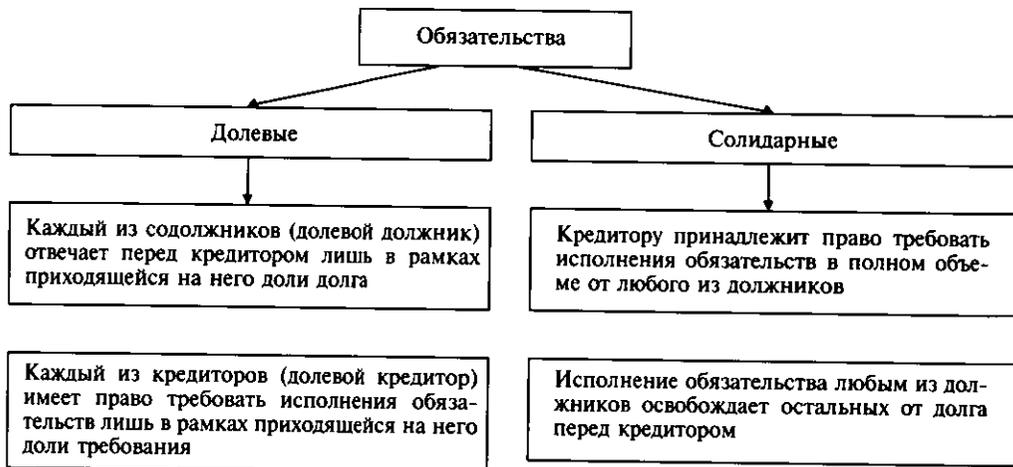 Обязательства
Долевые
Солидарные
Каждый из содолжников (долевой должник)
отвечает перед кредитором лишь в рамках
приходящейся на него доли долга
Кредитору принадлежит право требовать
исполнения обязательств в полном объе-
ме от любого из должников
Каждый из кредиторов (долевой кредитор)
имеет право требовать исполнения обяза-
тельств лишь в рамках приходящейся на него
доли требования
Исполнение обязательства любым из дол-
жников освобождает остальных от долга
перед кредитором